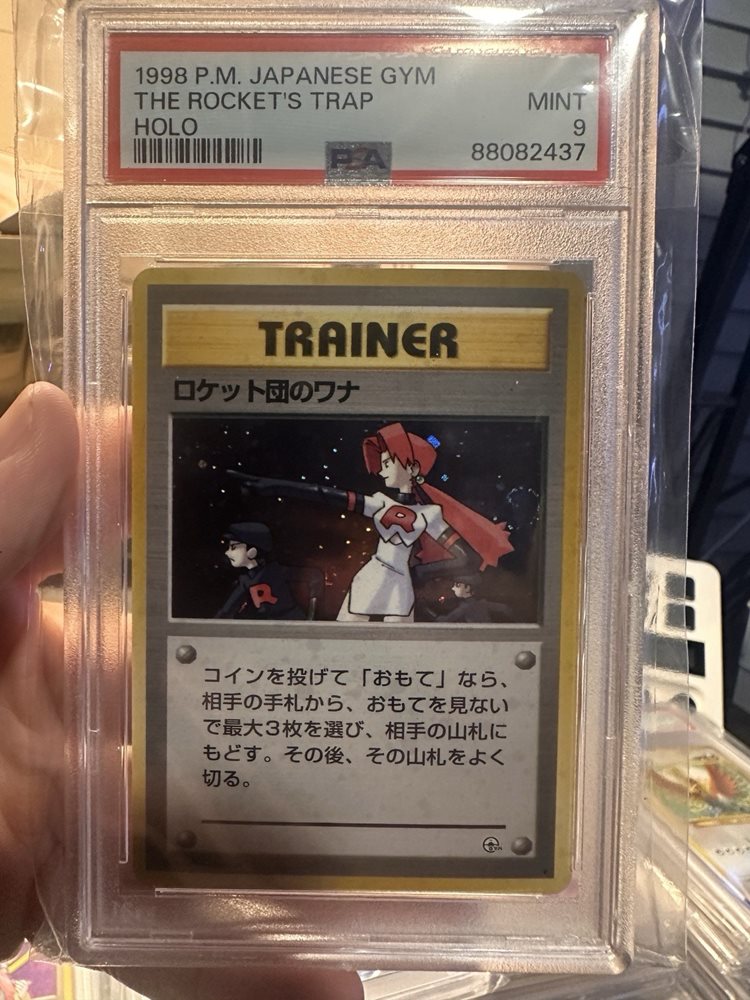 1998 P.M. JAPANESE GYM
THE ROCKET'S TRAP MINT
HOLO 9
PSA 88082437
TRAINER
ロケット団のワナ
R
R
コインを投げて「おもて」なら、
相手の手札から、おもてを見ない
で最大3枚を選び、相手の山札に
もどす。その後、その山札をよく
切る。